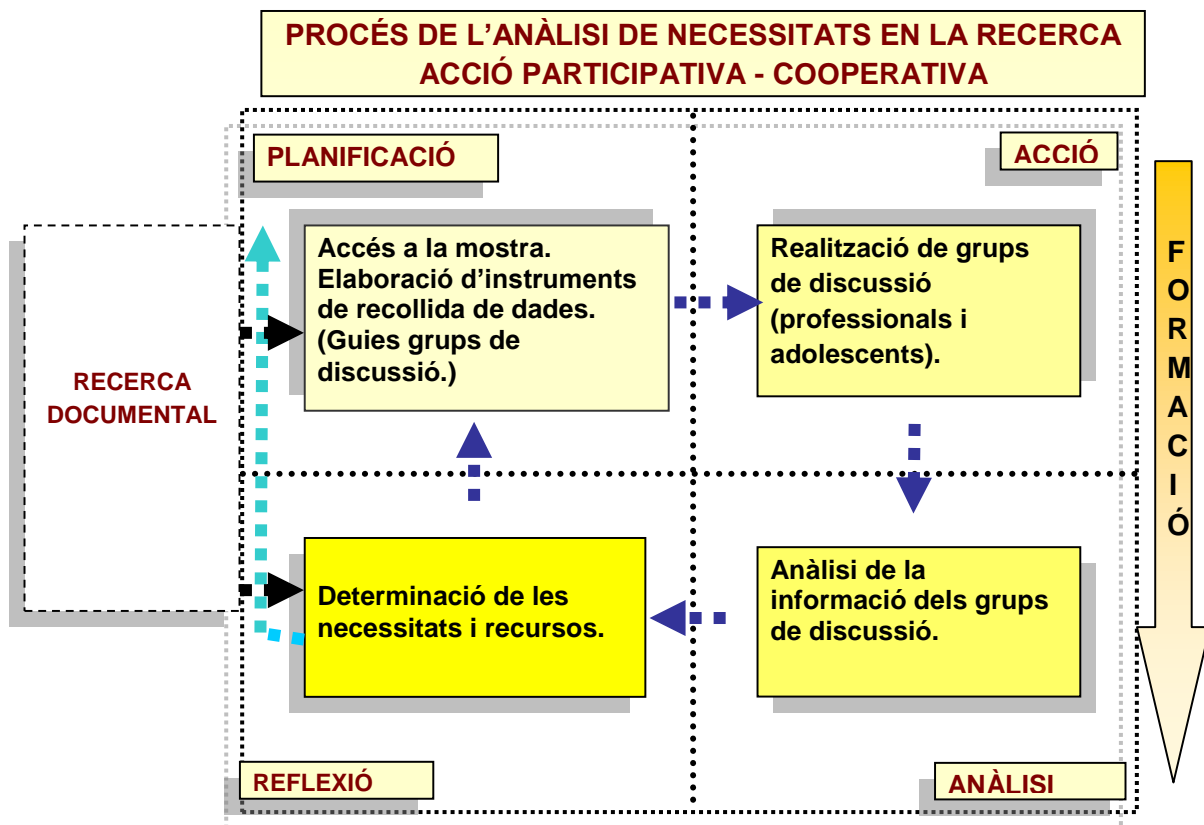 PROCÉS DE L’ANÀLISI DE NECESSITATS EN LA RECERCA
ACCIÓ PARTICIPATIVA - COOPERATIVA
PLANIFICACIÓ
ACCIÓ
Accés a la mostra.
Elaboració d’instruments
de recollida de dades.
(Guies grups de
discussió.)
Realització de grups
de discussió
(professionals i
adolescents).
RECERCA
DOCUMENTAL
FORMACIÓ
Determinació de les
necessitats i recursos.
Anàlisi de la
informació dels grups
de discussió.
REFLEXIÓ
ANÀLISI